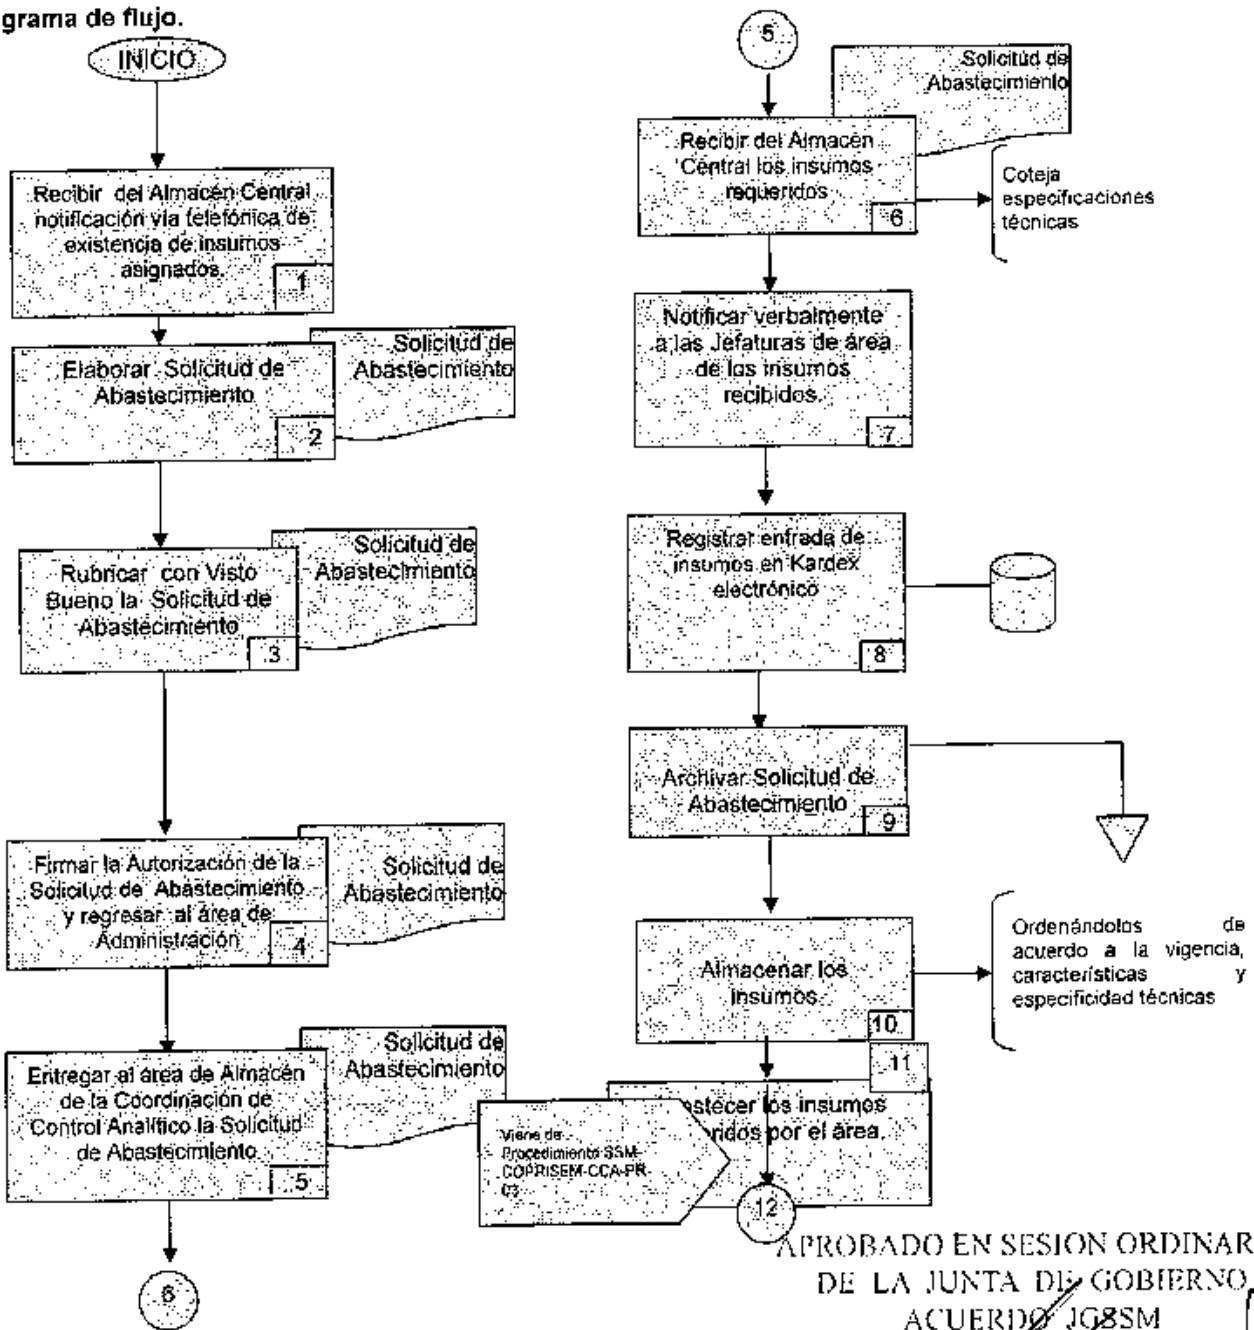 grama de flujo.
INICIO
Recibir del Almacén Central
notificación vía telefónica de
existencia de insumos
asignados.
1
Elaborar Solicitud de
Abastecimiento
2
Solicitud de
Abastecimiento
Rubricar con Visto
Bueno la Solicitud de
Abastecimiento
3
Solicitud de
Abastecimiento
Firmar la Autorización de la
Solicitud de Abastecimiento
y regresar al área de
Administración
4
Solicitud de
Abastecimiento
Entregar al área de Almacén
de la Coordinación de
Control Analítico la Solicitud
de Abastecimiento
5
Solicitud de
Abastecimiento
6
5
Solicitud de
Abastecimiento
Recibir del Almacén
Central los insumos
requeridos
6
Coteja
especificaciones
técnicas
Notificar verbalmente
a las Jefaturas de área
de los insumos
recibidos.
7
Registrar entrada de
insumos en Kardex
electrónico
8
Archivar Solicitud de
Abastecimiento
9
Almacenar los
insumos.
10
Ordenándolos de
acuerdo a la vigencia,
características y
especificidad técnicas
11
astecer los insumos
ridos por el área.
Viene de
Procedimiento SSM-
COPRISEM-CCA-PR-
03
12
APROBADO EN SESION ORDINAR
DE LA JUNTA DE GOBIERNO
ACUERDO JGSSM